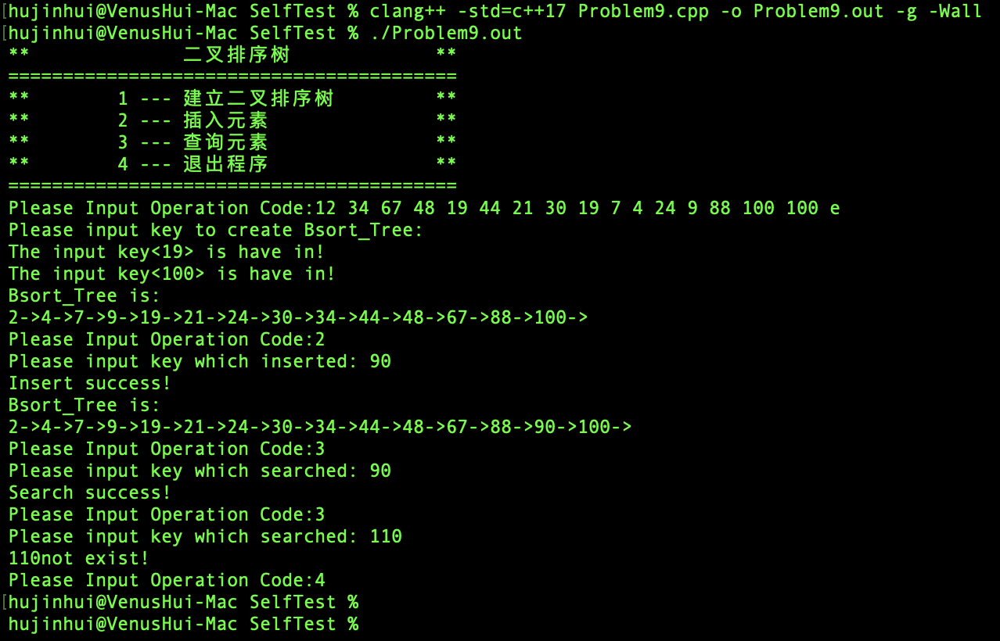 [hujinhui@VenusHui-Mac SelfTest % clang++ -std=c++17 Problem9.cpp -o Problem9.out -g -Wall
[hujinhui@VenusHui-Mac SelfTest % ./Problem9.out
** 二叉排序树 **
=========================================
** 1 --- 建立二叉排序树 **
** 2 --- 插入元素 **
** 3 --- 查询元素 **
** 4 --- 退出程序 **
=========================================
Please Input Operation Code:12 34 67 48 19 44 21 30 19 7 4 24 9 88 100 100 e
Please input key to create Bsort_Tree:
The input key<19> is have in!
The input key<100> is have in!
Bsort_Tree is:
2->4->7->9->19->21->24->30->34->44->48->67->88->100->
Please Input Operation Code:2
Please input key which inserted: 90
Insert success!
Bsort_Tree is:
2->4->7->9->19->21->24->30->34->44->48->67->88->90->100->
Please Input Operation Code:3
Please input key which searched: 90
Search success!
Please Input Operation Code:3
Please input key which searched: 110
110not exist!
Please Input Operation Code:4
[hujinhui@VenusHui-Mac SelfTest %
hujinhui@VenusHui-Mac SelfTest %